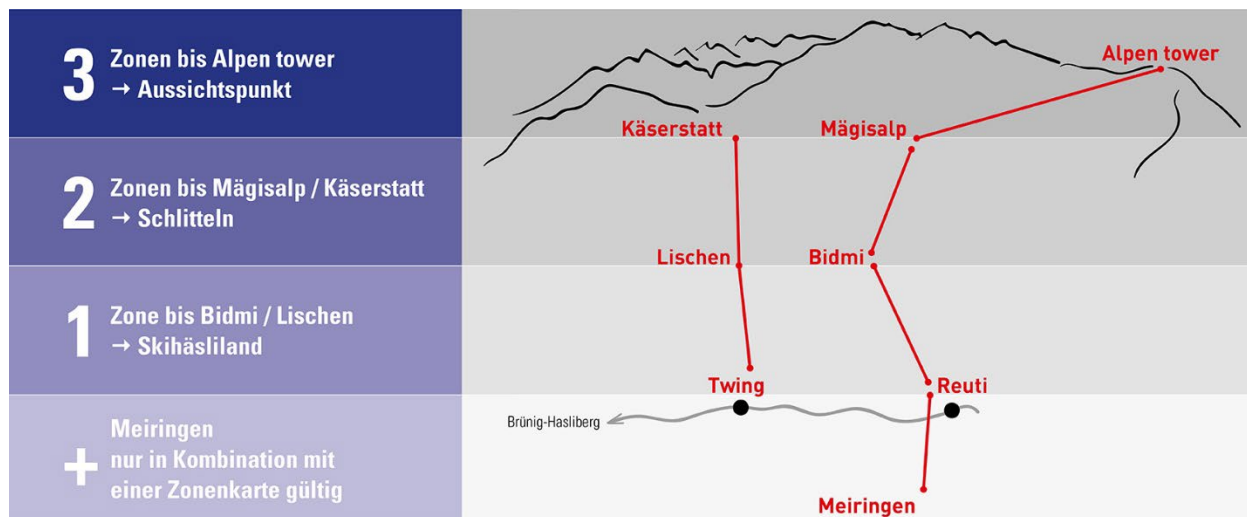 3
Zonen bis Alpen tower
→ Aussichtspunkt
2
Zonen bis Mägisalp / Käserstatt
→ Schlitteln
1
Zone bis Bidmi / Lischen
→ Skihäsliland
+
Meiringen
nur in Kombination mit
einer Zonenkarte gültig
Alpen tower
Käserstatt
Mägisalp
Lischen
Bidmi
Twing
Reuti
Brünig-Hasliberg
Meiringen